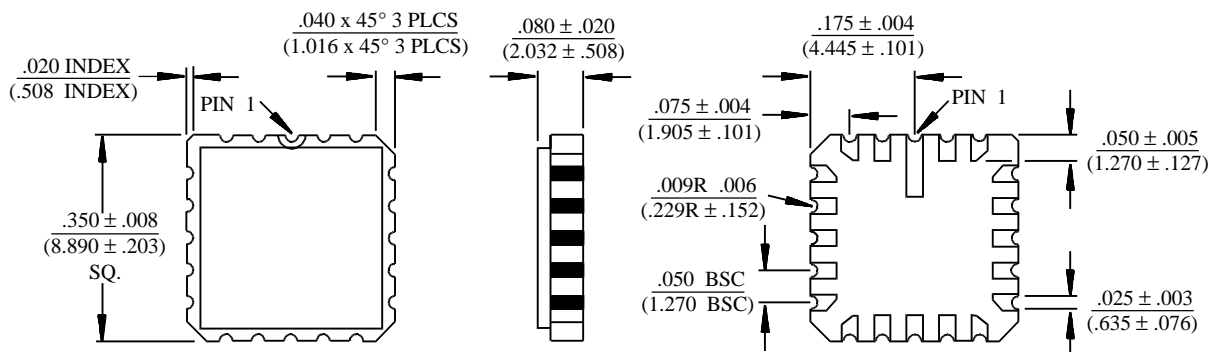 .040 x 45° 3 PLCS
(1.016 x 45° 3 PLCS)
.080 ± .020
(2.032 ± .508)
.175 ± .004
(4.445 ± .101)
.020 INDEX
(.508 INDEX)
PIN 1
.075 ± .004
(1.905 ± .101)
PIN 1
.050 ± .005
(1.270 ± .127)
.350 ± .008
(8.890 ± .203)
SQ.
.009R .006
(.229R ± .152)
.050 BSC
(1.270 BSC)
.025 ± .003
(.635 ± .076)